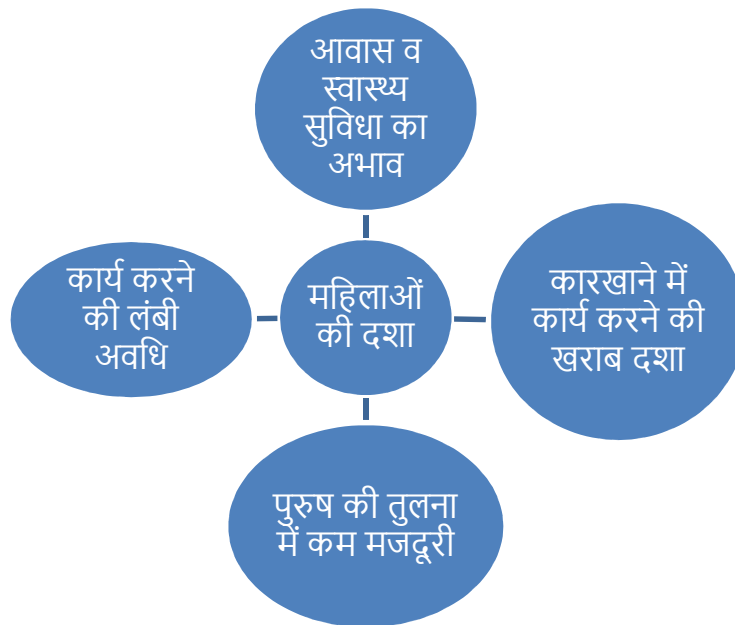 आवास व
स्वास्थ्य
सुविधा का
अभाव
कार्य करने
की लंबी
अवधि
महिलाओं
की दशा
कारखाने में
कार्य करने की
खराब दशा
पुरुष की तुलना
में कम मजदूरी